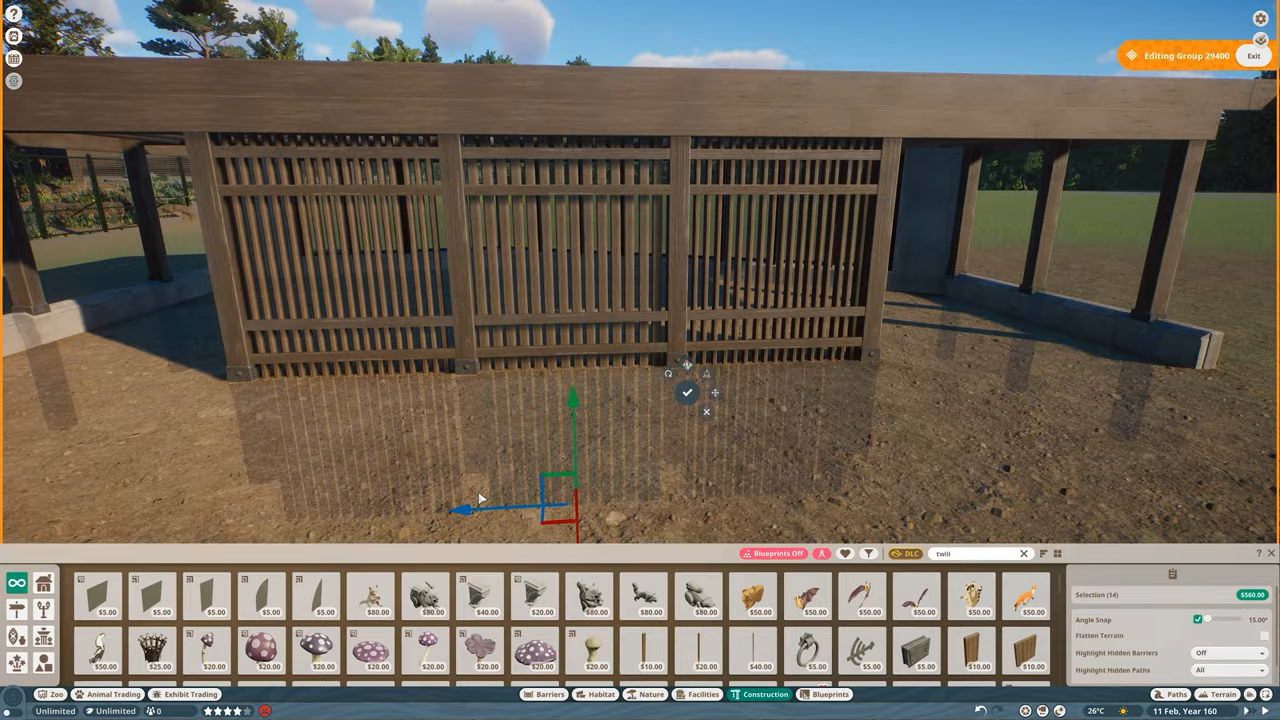 ?
Editing Group 29400
Exit
Blueprints Off
DLC
twili
?
$5.00
$5.00
$5.00
$5.00
$5.00
$80.00
$80.00
$40.00
$20.00
$80.00
$80.00
$80.00
$50.00
$50.00
$50.00
$50.00
$50.00
$50.00
Selection (14)
$560.00
Angle Snap
15.00°
Flatten Terrain
Highlight Hidden Barriers
Off
Highlight Hidden Paths
All
$50.00
$25.00
$20.00
$20.00
$20.00
$20.00
$20.00
$20.00
$20.00
$20.00
$10.00
$20.00
$40.00
$5.00
$5.00
$5.00
$10.00
$10.00
Zoo
Animal Trading
Exhibit Trading
Barriers
Habitat
Nature
Facilities
Construction
Blueprints
Paths
Terrain
Unlimited
Unlimited
0
26°C
11 Feb, Year 160